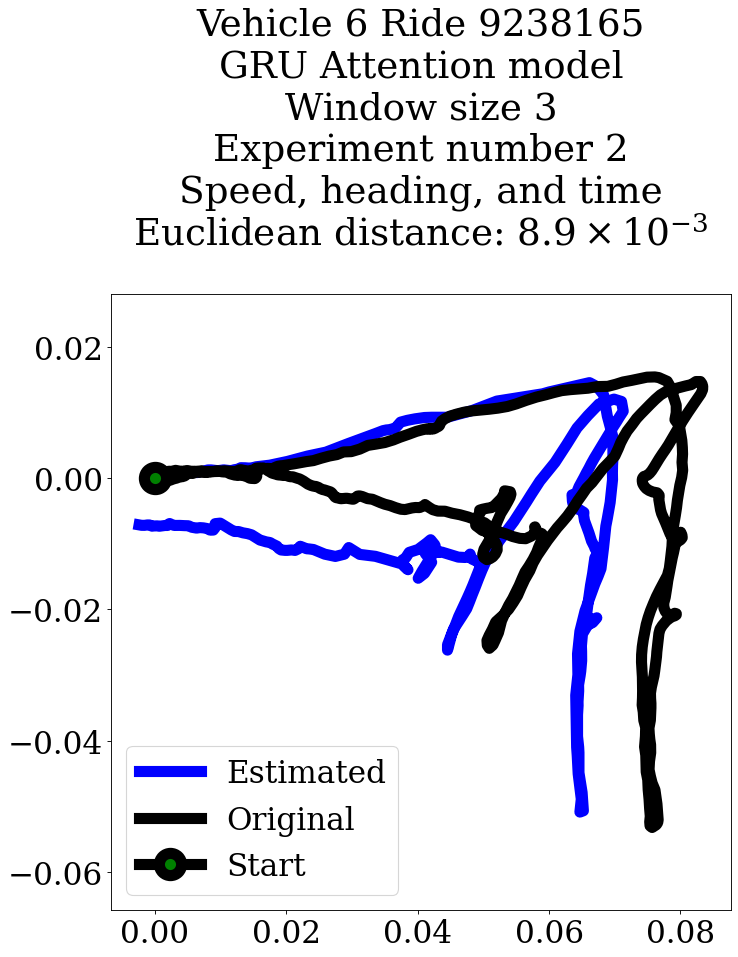 Vehicle 6 Ride 9238165
GRU Attention model
Window size 3
Experiment number 2
Speed, heading, and time
Euclidean distance: 8.9 × 10⁻³
0.02
0.00
−0.02
−0.04
−0.06
Estimated
Original
Start
0.00 0.02 0.04 0.06 0.08